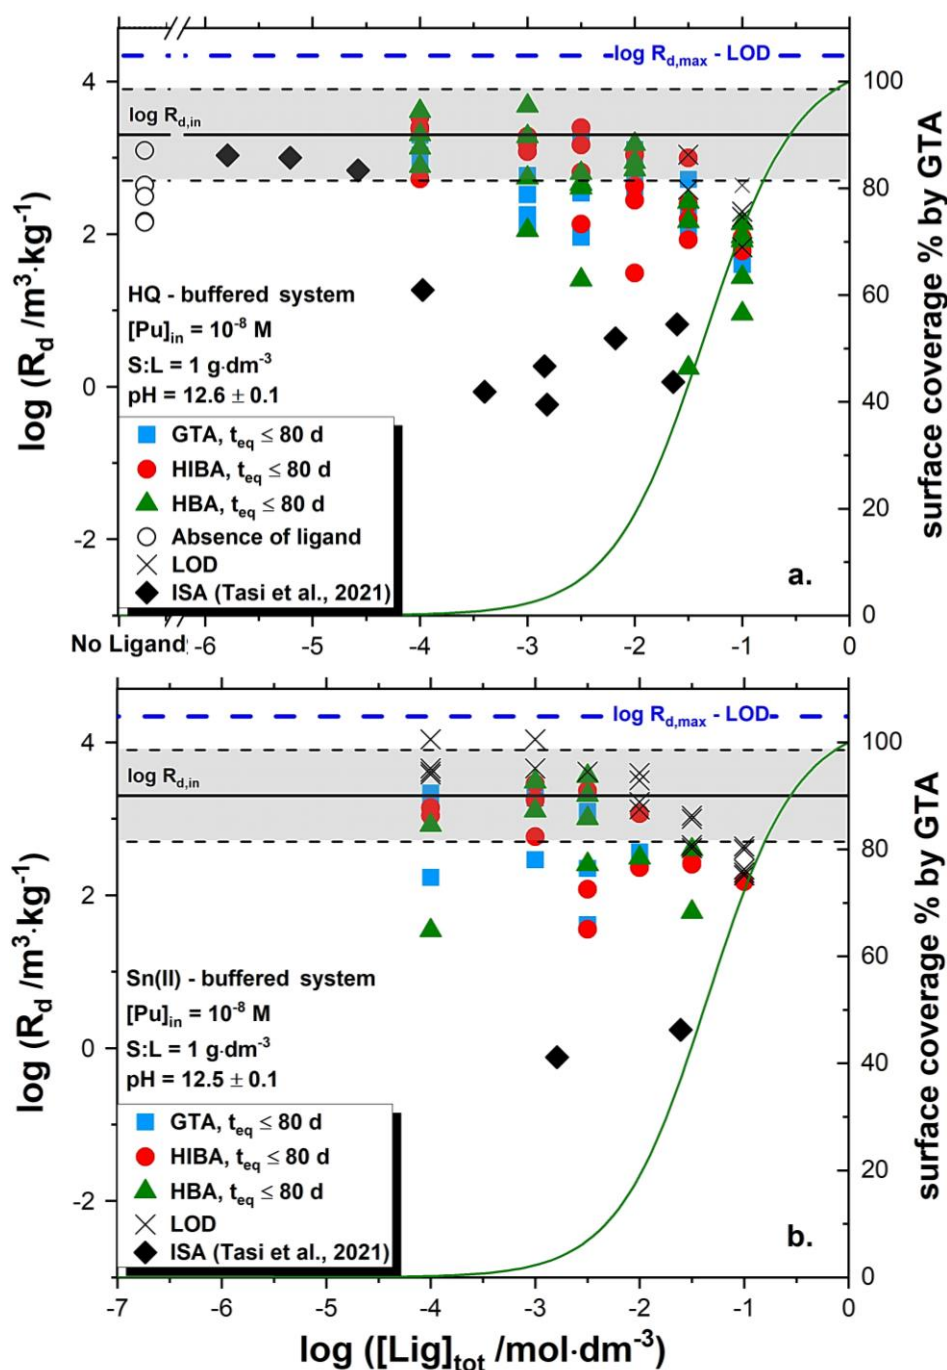 log R_d,max - LOD
4
100
log R_d,in
80
2
60
HQ - buffered system
[Pu]_in = 10^-8 M
0
S:L = 1 g·dm^-3
40
pH = 12.6 ± 0.1
GTA, t_eq ≤ 80 d
HIBA, t_eq ≤ 80 d
20
HBA, t_eq ≤ 80 d
-2
Absence of ligand
LOD
a.
ISA (Tasi et al., 2021)
0
log (R_d /m^3·kg^-1)
surface coverage % by GTA
No Ligand -6 -5 -4 -3 -2 -1 0
log R_d,max - LOD
4
100
log R_d,in
80
2
60
Sn(II) - buffered system
[Pu]_in = 10^-8 M
0
S:L = 1 g·dm^-3
40
pH = 12.5 ± 0.1
GTA, t_eq ≤ 80 d
HIBA, t_eq ≤ 80 d
20
HBA, t_eq ≤ 80 d
-2
LOD
b.
ISA (Tasi et al., 2021)
0
log (R_d /m^3·kg^-1)
surface coverage % by GTA
-7 -6 -5 -4 -3 -2 -1 0
log ([Lig]_tot /mol·dm^-3)